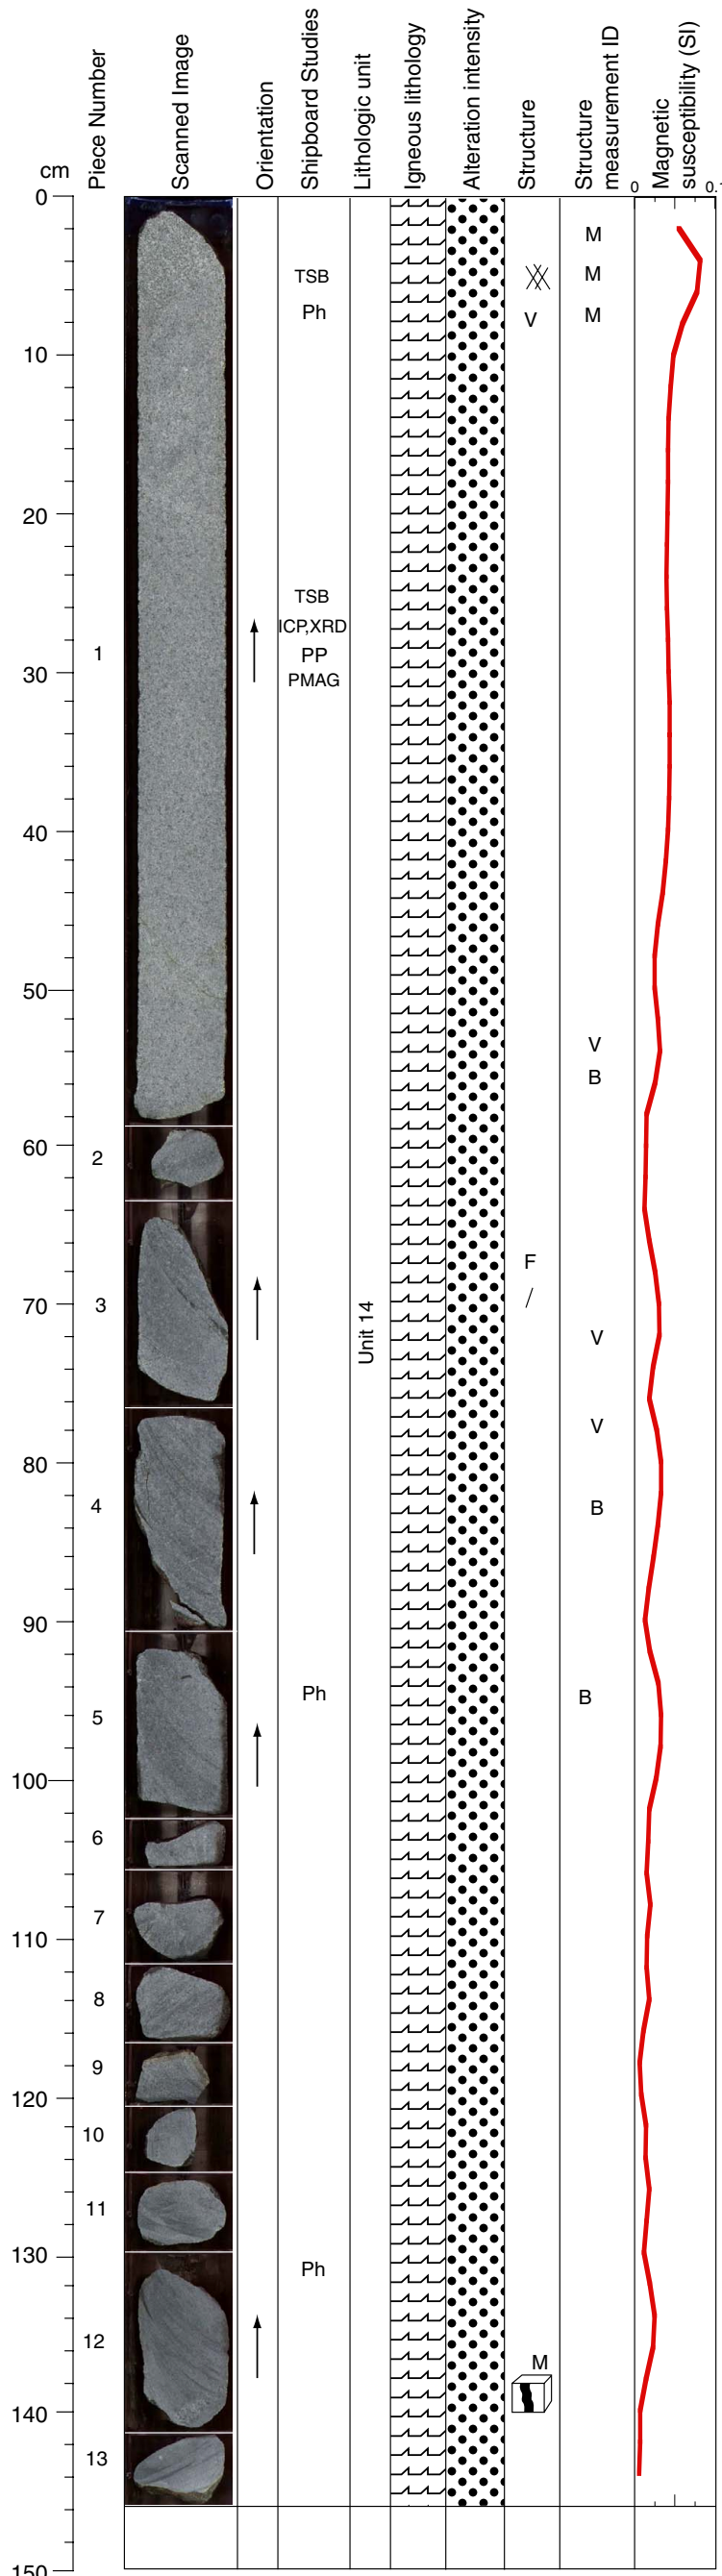 cm
Piece Number
Scanned Image
Orientation
Shipboard Studies
Lithologic unit
Igneous lithology
Alteration intensity
Structure
Structure
measurement ID
Magnetic
susceptibility (SI)
0 0.
0
M
TSB M
Ph V M
10
20
TSB
ICP,XRD
1 PP
30
PMAG
40
50
V
B
60
2
F
70 3
Unit 14
V
V
80
4 B
90
Ph B
5
100
6
7
110
8
9
120
10
11
130
Ph
12
M
140
13
150